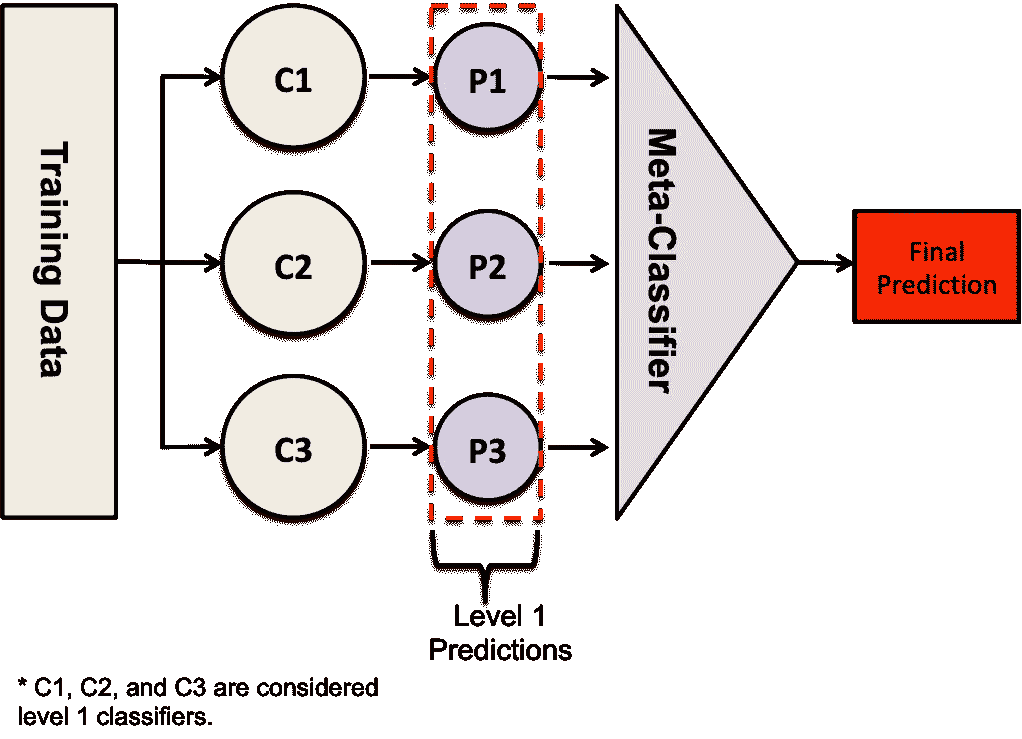 Training Data
C1
P1
C2
P2
C3
P3
Meta-Classifier
Final
Prediction
Level 1
Predictions
* C1, C2, and C3 are considered
level 1 classifiers.